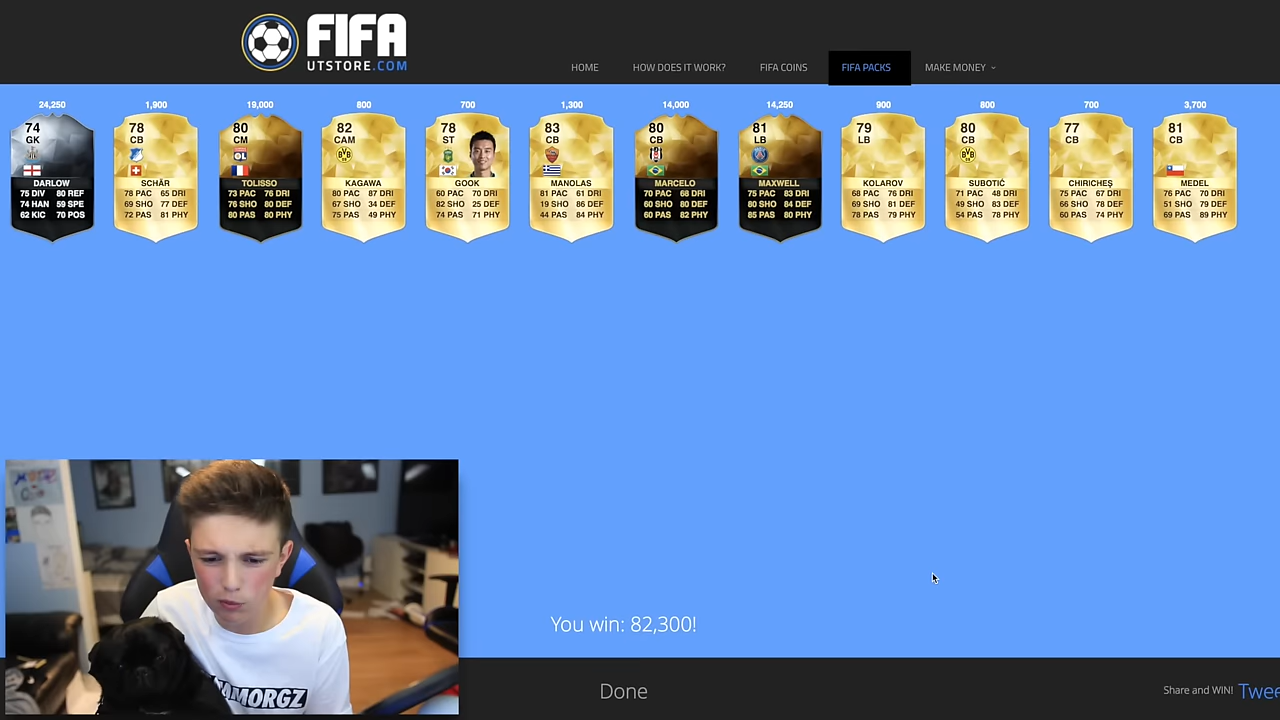 FIFA
UTSTORE.COM
HOME HOW DOES IT WORK? FIFA COINS FIFA PACKS MAKE MONEY
24,250 1,900 19,000 800 700 1,300 14,000 14,250 900 800 700 3,700
74
GK
DARLOW
75 DIV 80 REF
74 HAN 59 SPE
62 KIC 70 POS
78
CB
SCHÄR
78 PAC 65 DRI
69 SHO 77 DEF
72 PAS 81 PHY
80
CM
OL
TOLISSO
73 PAC 76 DRI
76 SHO 80 DEF
80 PAS 80 PHY
82
CAM
BVB
KAGAWA
80 PAC 87 DRI
67 SHO 34 DEF
75 PAS 49 PHY
78
ST
GOOK
60 PAC 70 DRI
82 SHO 25 DEF
74 PAS 71 PHY
83
CB
MANOLAS
81 PAC 61 DRI
19 SHO 86 DEF
44 PAS 84 PHY
80
CB
MARCELO
70 PAC 68 DRI
60 SHO 80 DEF
60 PAS 82 PHY
81
LB
MAXWELL
75 PAC 83 DRI
80 SHO 84 DEF
85 PAS 80 PHY
79
LB
KOLAROV
68 PAC 76 DRI
69 SHO 81 DEF
78 PAS 79 PHY
80
CB
BVB
SUBOTIĆ
71 PAC 48 DRI
49 SHO 83 DEF
54 PAS 78 PHY
77
CB
CHIRICHEŞ
75 PAC 67 DRI
66 SHO 78 DEF
60 PAS 74 PHY
81
CB
MEDEL
76 PAC 70 DRI
51 SHO 79 DEF
69 PAS 89 PHY
You win: 82,300!
Done
Share and WIN! Twee
MORGZ